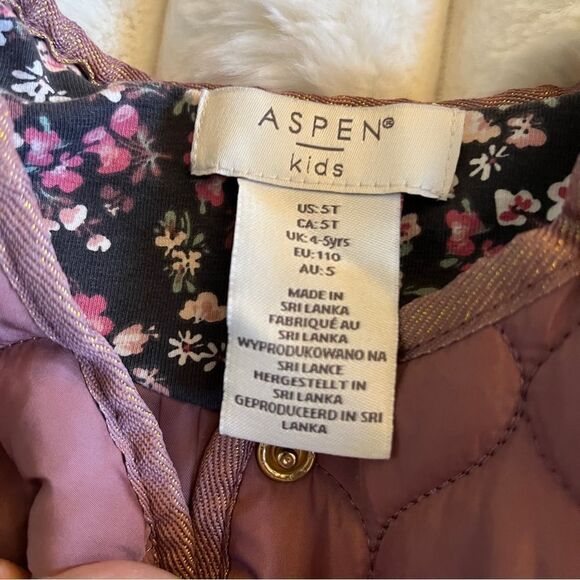 ASPEN®
kids
US: 5T
CA: 5T
UK: 4-5yrs
EU: 110
AU: 5
MADE IN
SRI LANKA
FABRIQUÉ AU
SRI LANKA
WYPRODUKOWANO NA
SRI LANCE
HERGESTELLT IN
SRI LANKA
GEPRODUCEERD IN SRI
LANKA